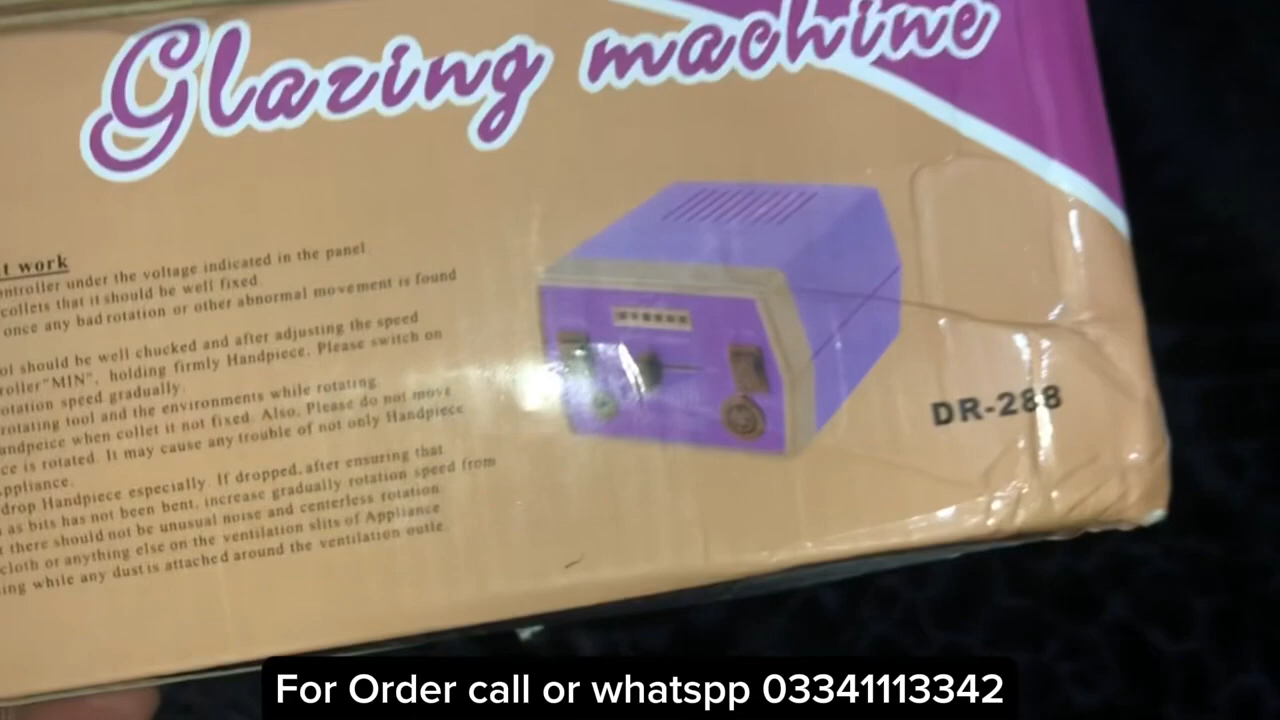 Glazing machine
t work
ontroller under the voltage indicated in the panel
collets that it should be well fixed
once any bad rotation or other abnormal movement is found
ol should be well chucked and after adjusting the speed
roller"MIN", holding firmly Handpiece. Please switch on
otation speed gradually.
rotating tool and the environments while rotating.
andpeice when collet it not fixed. Also, Please do not move
ce is rotated. It may cause any trouble of not only Handpiece
ppliance.
drop Handpiece especially. If dropped, after ensuring that
as bits has not been bent, increase gradually rotation speed from
t there should not be unusual noise and centerless rotation
cloth or anything else on the ventilation slits of Appliance
ing while any dust is attached around the ventilation outle
DR-288
For Order call or whatspp 03341113342